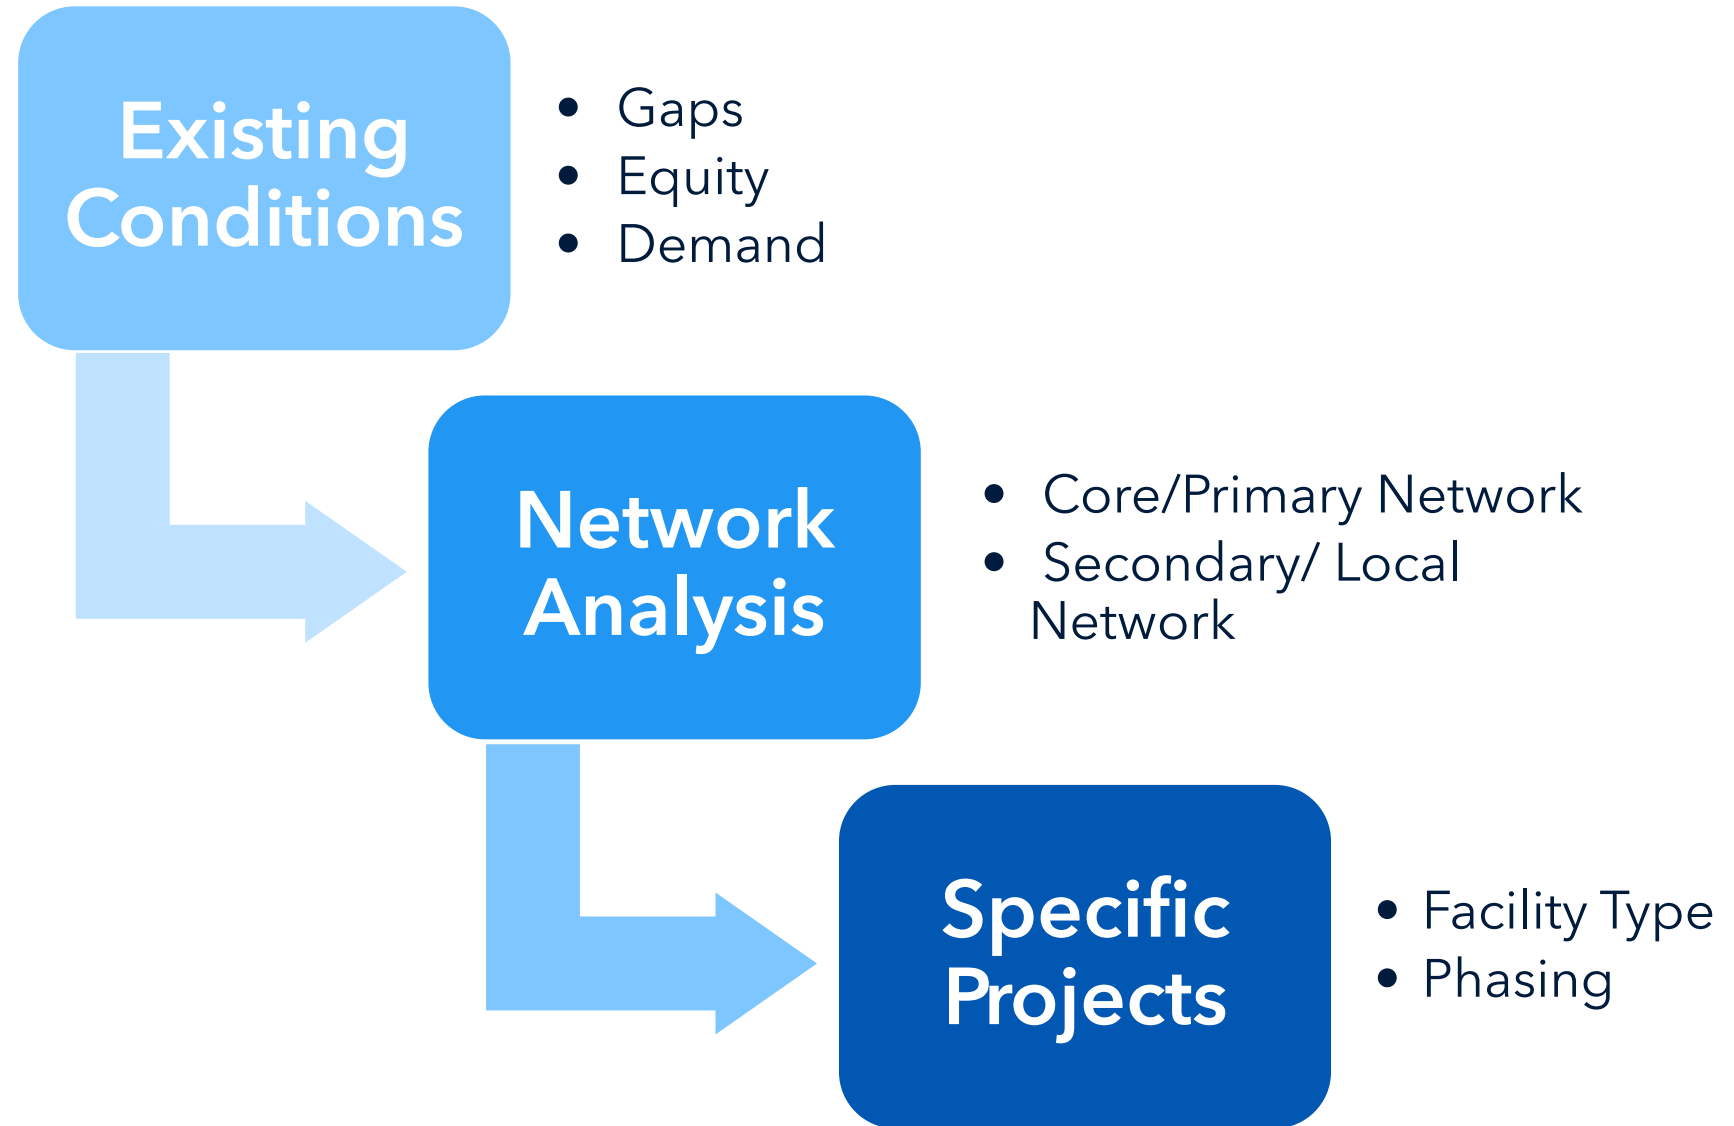 Existing
Conditions
• Gaps
• Equity
• Demand
Network
Analysis
• Core/Primary Network
• Secondary/ Local
Network
Specific
Projects
• Facility Type
• Phasing